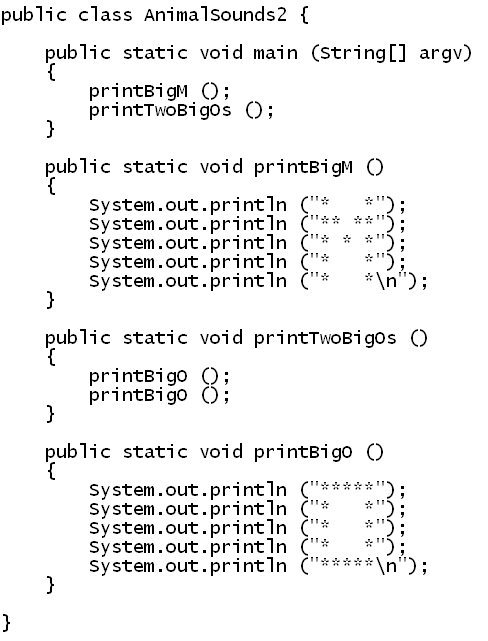 public class AnimalSounds2 {
public static void main (String[] argv)
{
printBigM ();
printTwoBigOs ();
}
public static void printBigM ()
{
System.out.println ("*   *");
System.out.println ("** **");
System.out.println ("* * *");
System.out.println ("*   *");
System.out.println ("*   *\n");
}
public static void printTwoBigOs ()
{
printBigO ();
printBigO ();
}
public static void printBigO ()
{
System.out.println ("*****");
System.out.println ("*   *");
System.out.println ("*   *");
System.out.println ("*   *");
System.out.println ("*****\n");
}
}